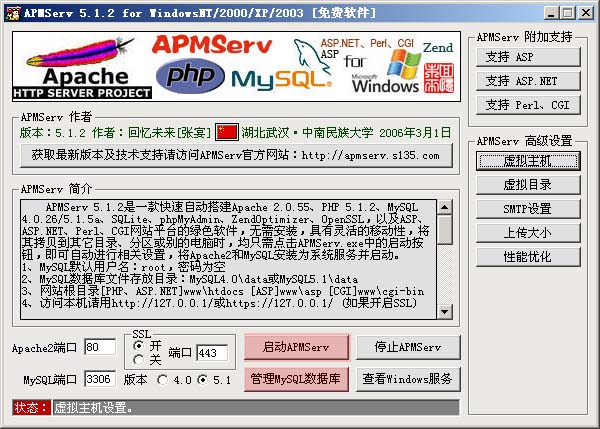 APMServ 5.1.2 for WindowsNT/2000/XP/2003 [免费软件]
Apache
HTTP SERVER PROJECT
APMServ
php
MySQL
ASP.NET、Perl、CGI
ASP
for
Microsoft
Windows
Zend
APMServ 作者
版本：5.1.2 作者：回忆未来[张宴] 湖北武汉·中南民族大学 2006年3月1日
获取最新版本及技术支持请访问APMServ官方网站：http://apmserv.s135.com
APMServ 简介
APMServ 5.1.2是一款快速自动搭建Apache 2.0.55、PHP 5.1.2、MySQL
4.0.26/5.1.5a、SQLite、phpMyAdmin、ZendOptimizer、OpenSSL，以及ASP、
ASP.NET、Perl、CGI网站平台的绿色软件，无需安装，具有灵活的移动性，将
其拷贝到其它目录、分区或别的电脑时，均只需点击APMServ.exe中的启动按
钮，即可自动进行相关设置，将Apache2和MySQL安装为系统服务并启动。
1、MySQL默认用户名：root，密码为空
2、MySQL数据库文件存放目录：MySQL4.0\data或MySQL5.1\data
3、网站根目录[PHP、ASP.NET]www\htdocs [ASP]www\asp [CGI]www\cgi-bin
4、访问本机请用http://127.0.0.1/或https://127.0.0.1/ (如果开启SSL)
Apache2端口 80
SSL
开
关
端口 443
启动APMServ
停止APMServ
MySQL端口 3306 版本 4.0 5.1
管理MySQL数据库
查看Windows服务
状态： 虚拟主机设置。
APMServ 附加支持
支持 ASP
支持 ASP.NET
支持 Perl、CGI
APMServ 高级设置
虚拟主机
虚拟目录
SMTP设置
上传大小
性能优化